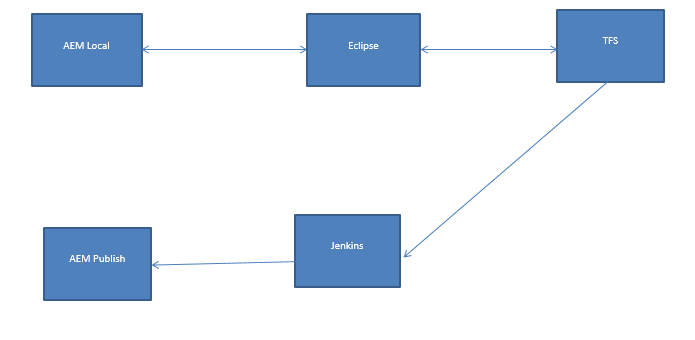 AEM Local
Eclipse
TFS
Jenkins
AEM Publish